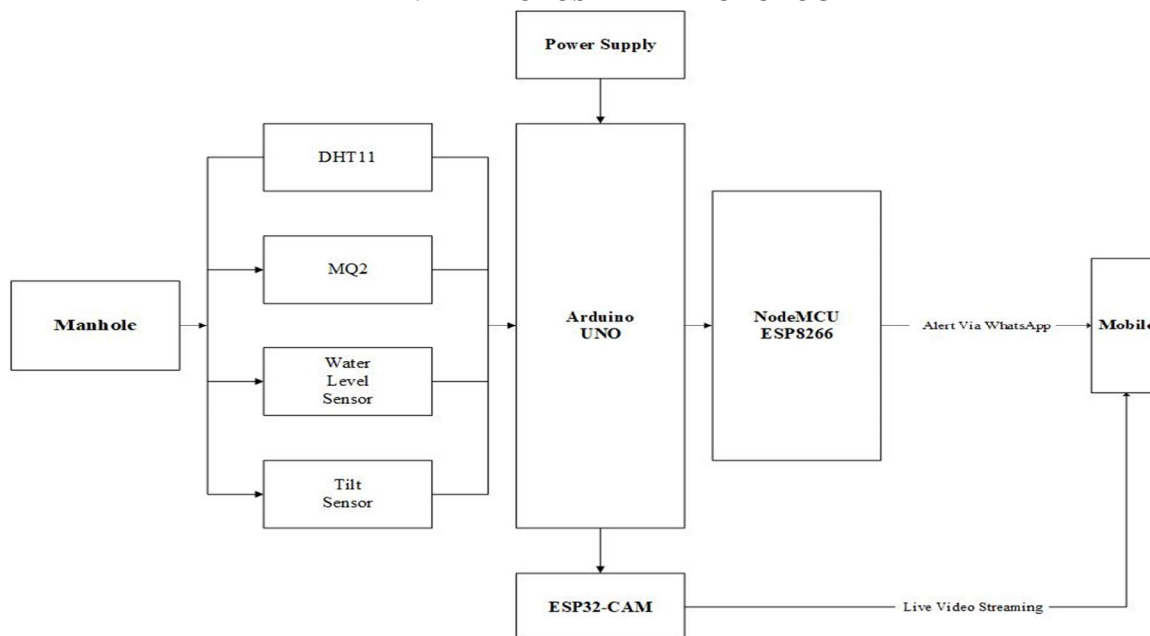 Power Supply
DHT11
MQ2
Manhole
Water
Level
Sensor
Tilt
Sensor
Arduino
UNO
NodeMCU
ESP8266
Alert Via WhatsApp
Mobile
ESP32-CAM
Live Video Streaming